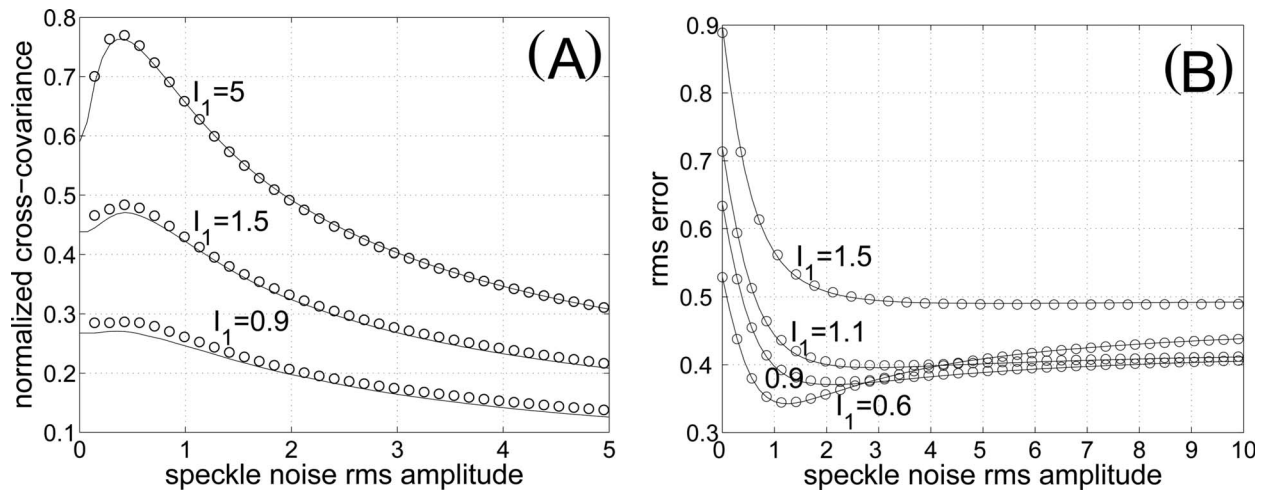 (A)
normalized cross-covariance
0.8
0.7
0.6
0.5
0.4
0.3
0.2
0.1
I1=5
I1=1.5
I1=0.9
0 1 2 3 4 5
speckle noise rms amplitude
(B)
rms error
0.9
0.8
0.7
0.6
0.5
0.4
0.3
I1=1.5
I1=1.1
0.9
I1=0.6
0 1 2 3 4 5 6 7 8 9 10
speckle noise rms amplitude